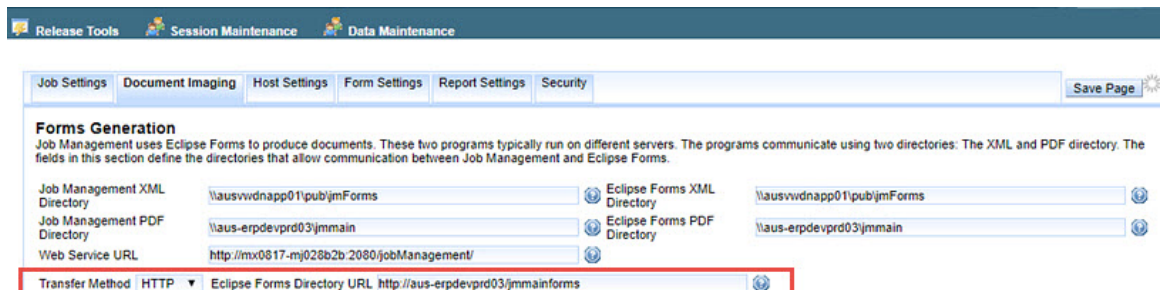 Release Tools Session Maintenance Data Maintenance
Job Settings Document Imaging Host Settings Form Settings Report Settings Security Save Page
Forms Generation
Job Management uses Eclipse Forms to produce documents. These two programs typically run on different servers. The programs communicate using two directories: The XML and PDF directory. The
fields in this section define the directories that allow communication between Job Management and Eclipse Forms.
Job Management XML Directory \\ausvwdnapp01\pub\jmForms Eclipse Forms XML Directory \\ausvwdnapp01\pub\jmForms
Job Management PDF Directory \\aus-erpdevprd03\jmmain Eclipse Forms PDF Directory \\aus-erpdevprd03\jmmain
Web Service URL http://mx0817-mj028b2b:2080/jobManagement/
Transfer Method HTTP Eclipse Forms Directory URL http://aus-erpdevprd03/jmmainforms